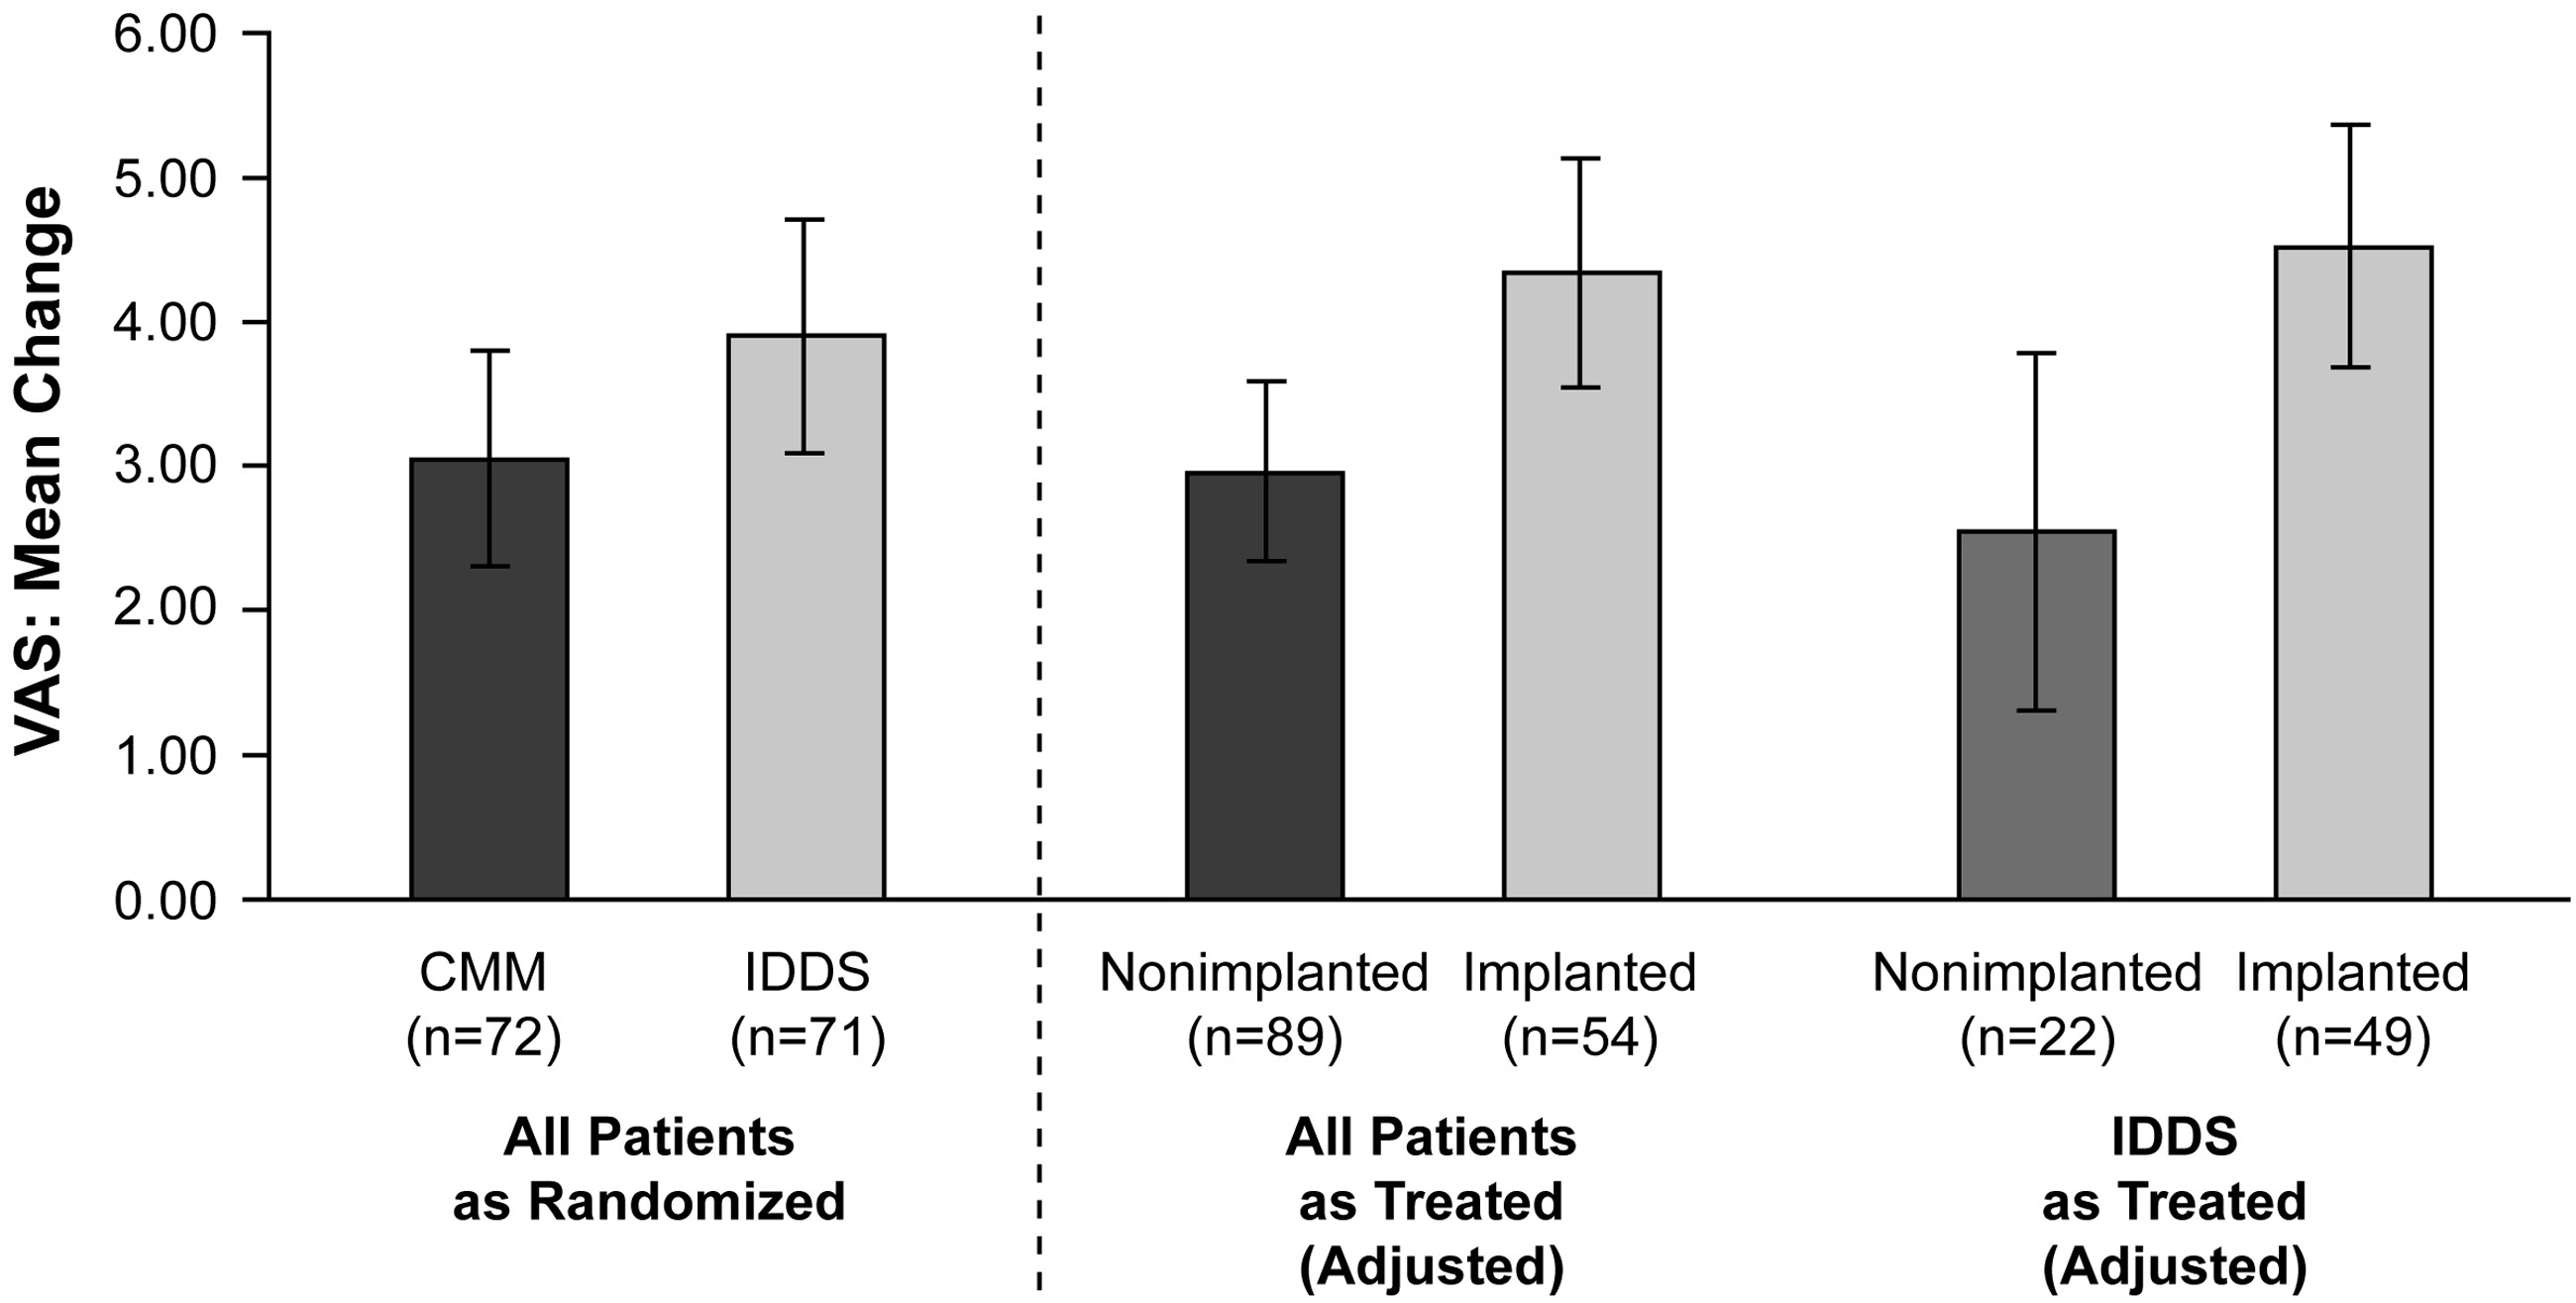 VAS: Mean Change
6.00
5.00
4.00
3.00
2.00
1.00
0.00
CMM
(n=72)
IDDS
(n=71)
Nonimplanted
(n=89)
Implanted
(n=54)
Nonimplanted
(n=22)
Implanted
(n=49)
All Patients
as Randomized
All Patients
as Treated
(Adjusted)
IDDS
as Treated
(Adjusted)